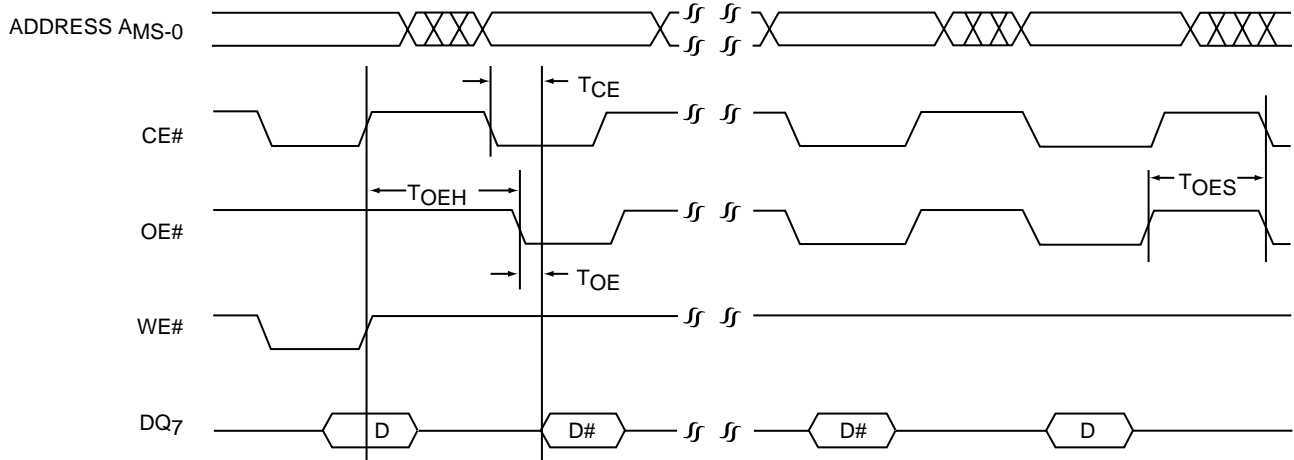 ADDRESS AMS-0
TCE
CE#
TOEH
TOES
OE#
TOE
WE#
DQ7
D
D#
D#
D